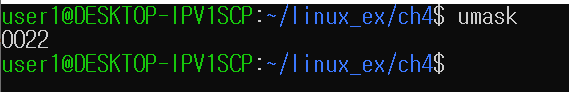 user1@DESKTOP-IPV1SCP:~/linux_ex/ch4$ umask
0022
user1@DESKTOP-IPV1SCP:~/linux_ex/ch4$